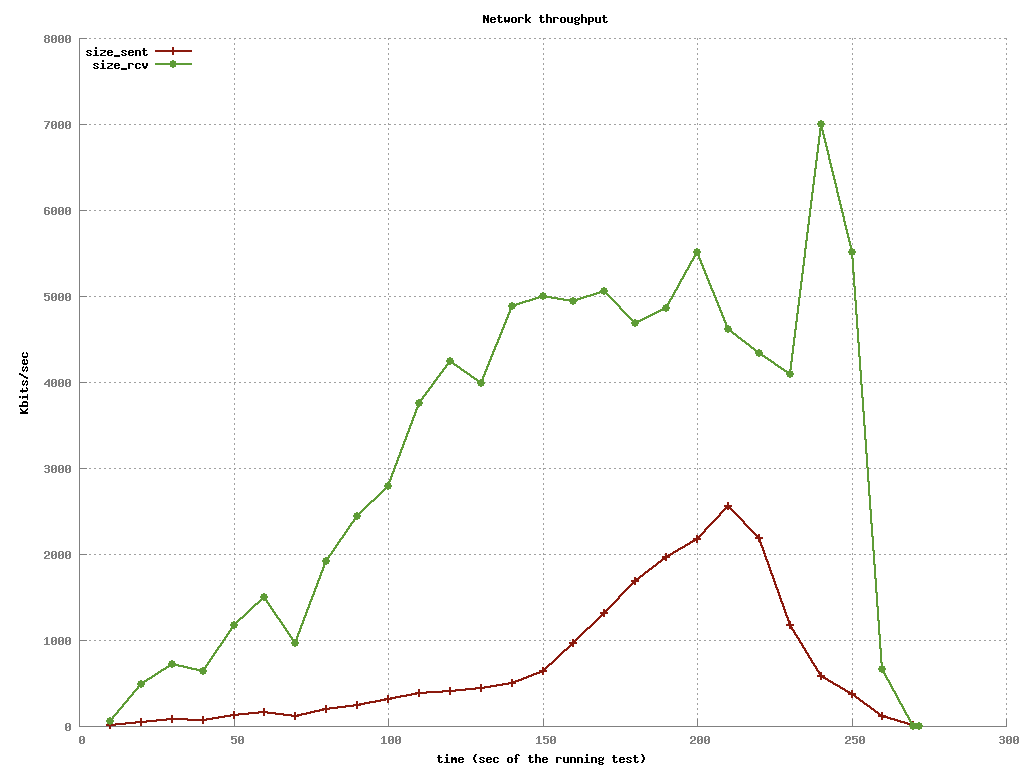 Network throughput
8000
size_sent
size_rcv
7000
6000
5000
4000
Kbits/sec
3000
2000
1000
0
0 50 100 150 200 250 300
time (sec of the running test)